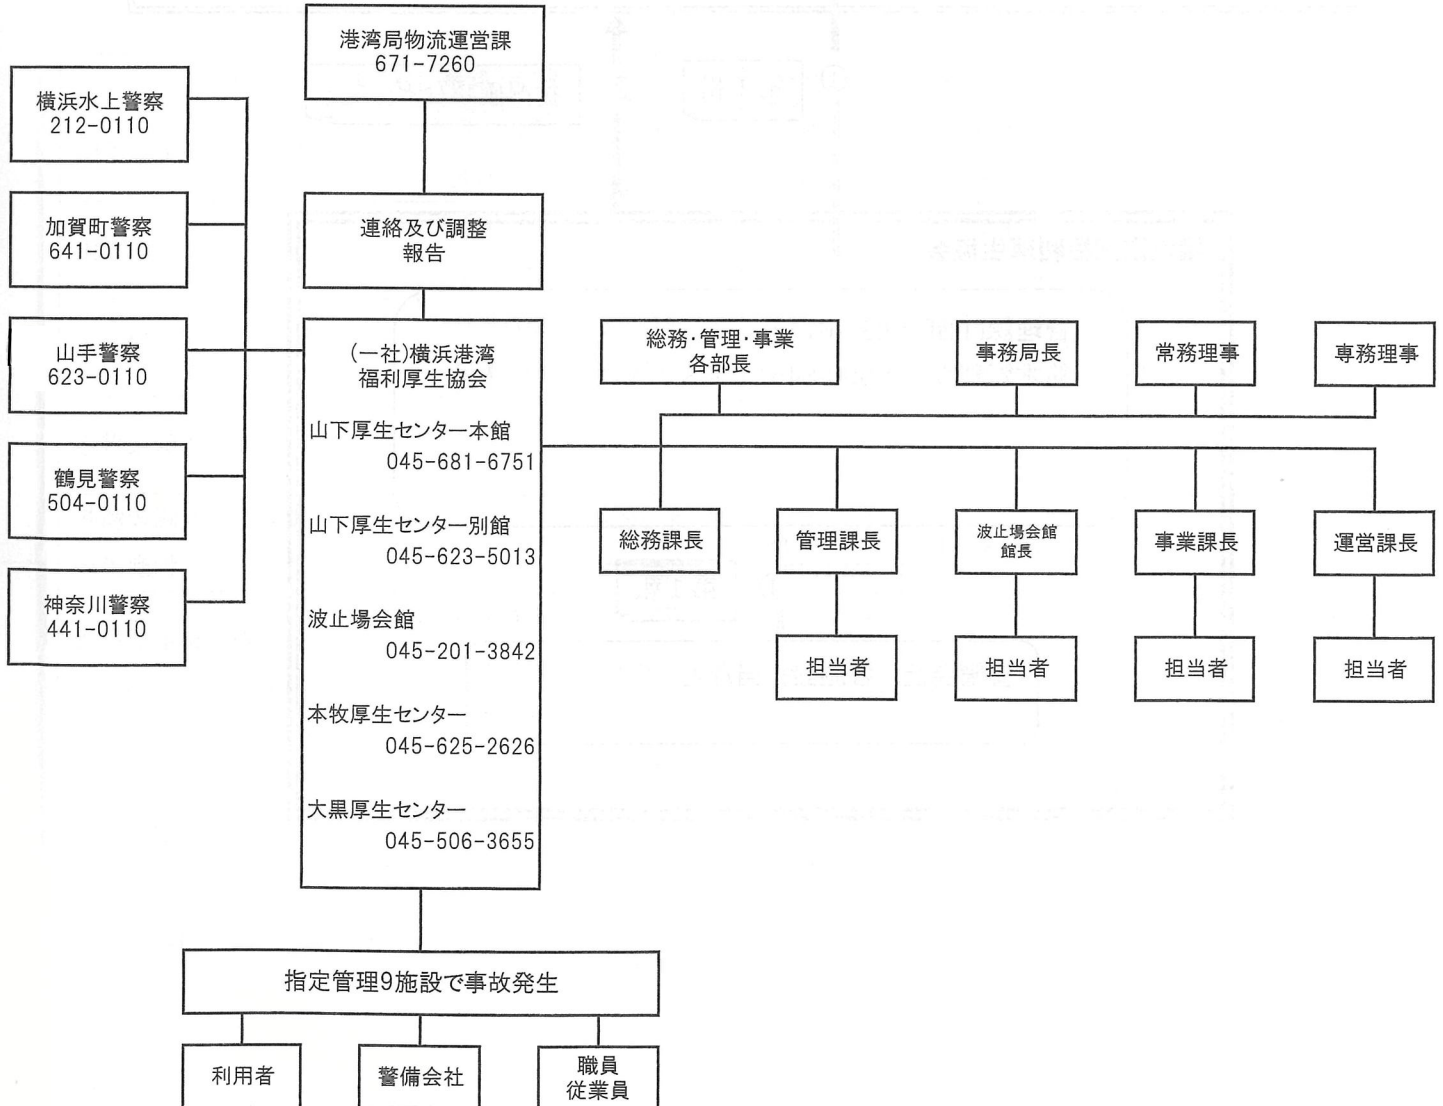 港湾局物流運営課
671-7260
横浜水上警察
212-0110
加賀町警察
641-0110
山手警察
623-0110
鶴見警察
504-0110
神奈川警察
441-0110
連絡及び調整
報告
(一社)横浜港湾
福利厚生協会
山下厚生センター本館
045-681-6751
山下厚生センター別館
045-623-5013
波止場会館
045-201-3842
本牧厚生センター
045-625-2626
大黒厚生センター
045-506-3655
総務・管理・事業
各部長
事務局長
常務理事
専務理事
総務課長
管理課長
波止場会館
館長
事業課長
運営課長
担当者
担当者
担当者
担当者
指定管理9施設で事故発生
利用者
警備会社
職員
従業員